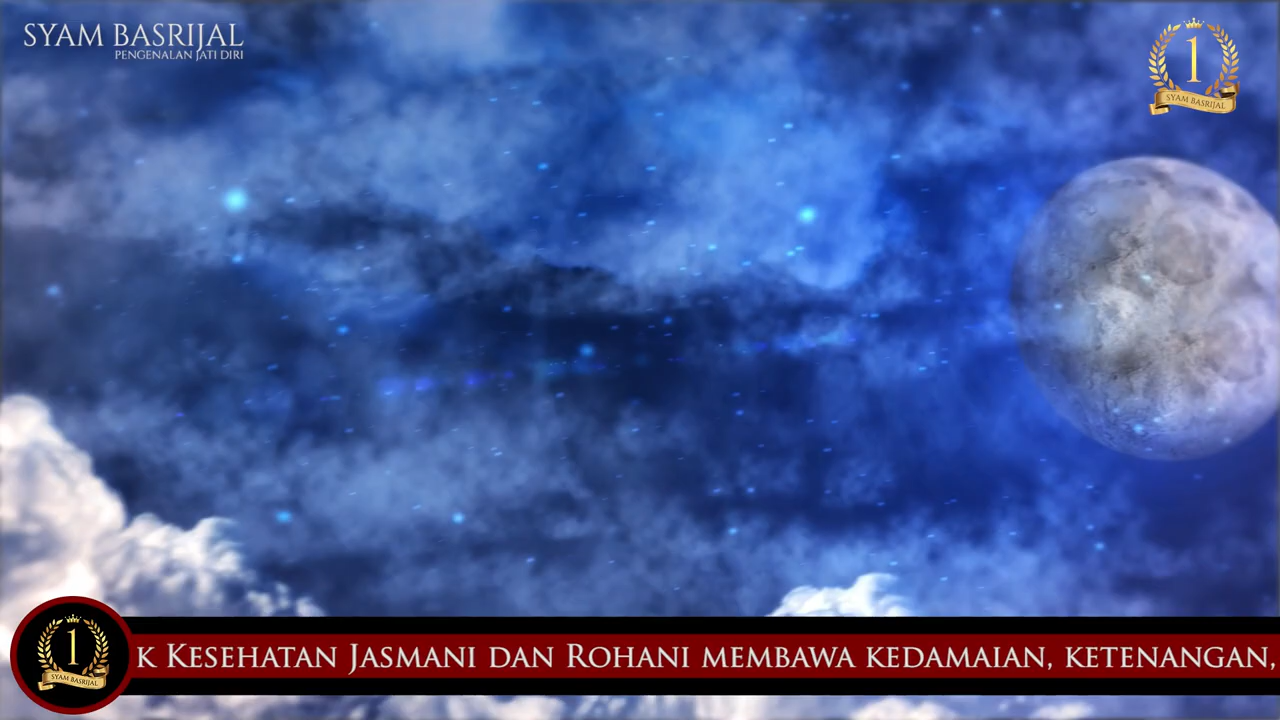 SYAM BASRIJAL
PENGENALAN JATI DIRI
1
SYAM BASRIJAL
K KESEHATAN JASMANI DAN ROHANI MEMBAWA KEDAMAIAN, KETENANGAN,
1
SYAM BASRIJAL